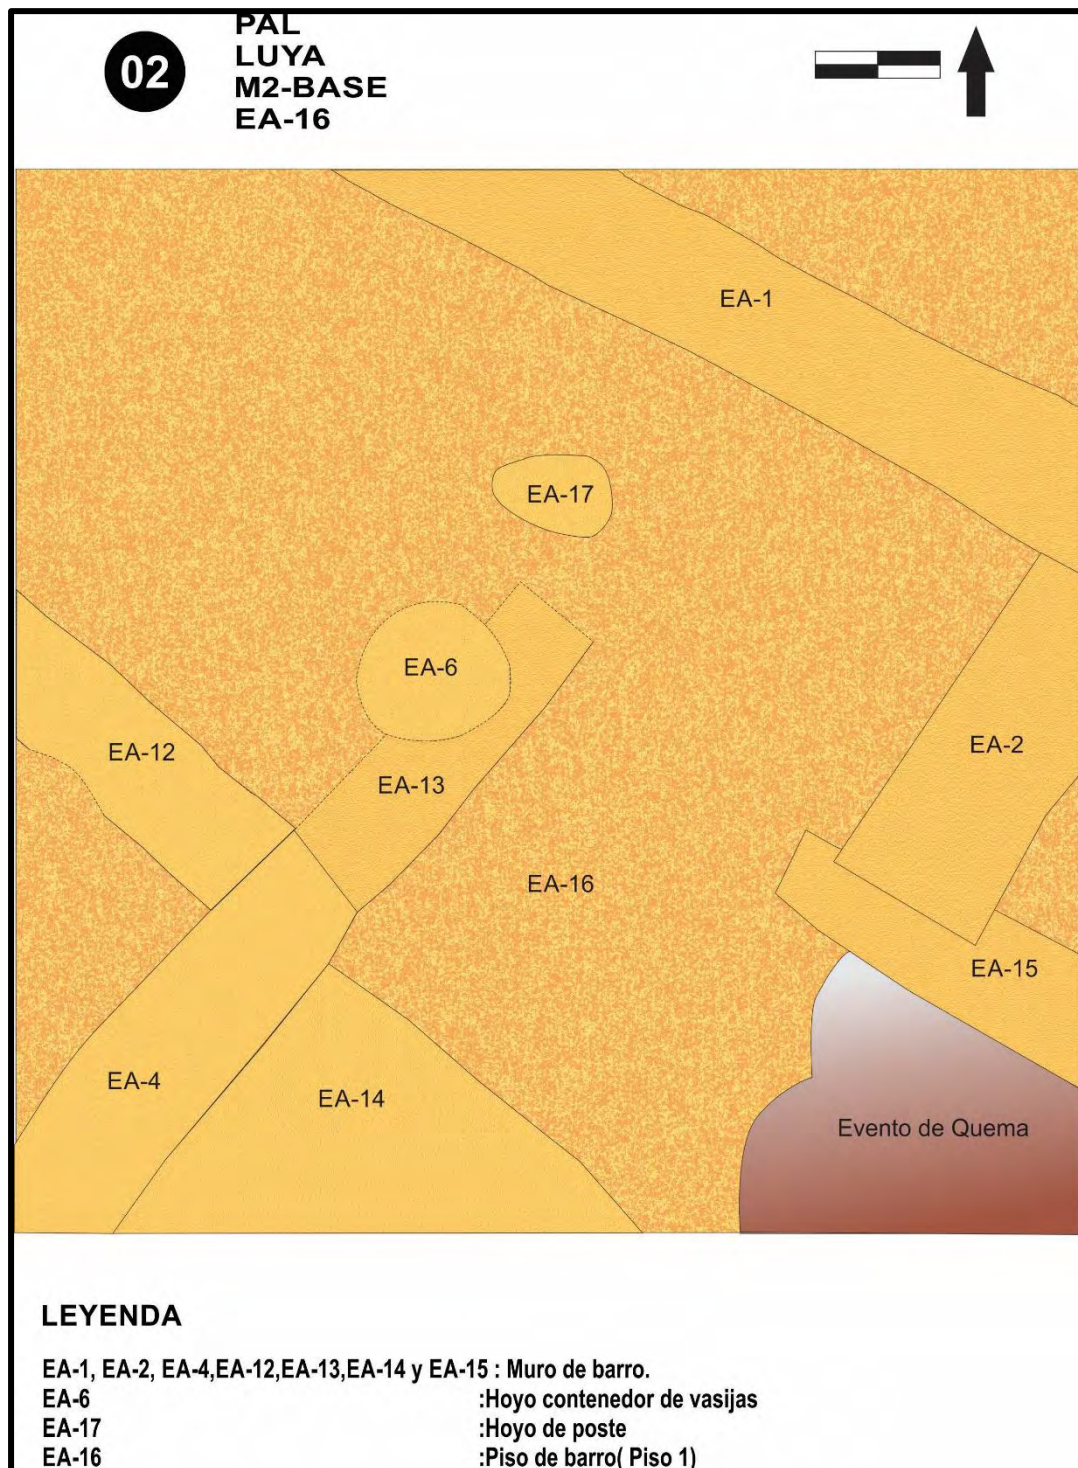 02
PAL
LUYA
M2-BASE
EA-16
EA-1
EA-17
EA-6
EA-12
EA-2
EA-13
EA-16
EA-15
EA-4
EA-14
Evento de Quema
LEYENDA
EA-1, EA-2, EA-4,EA-12,EA-13,EA-14 y EA-15 : Muro de barro.
EA-6 :Hoyo contenedor de vasijas
EA-17 :Hoyo de poste
EA-16 :Piso de barro( Piso 1)